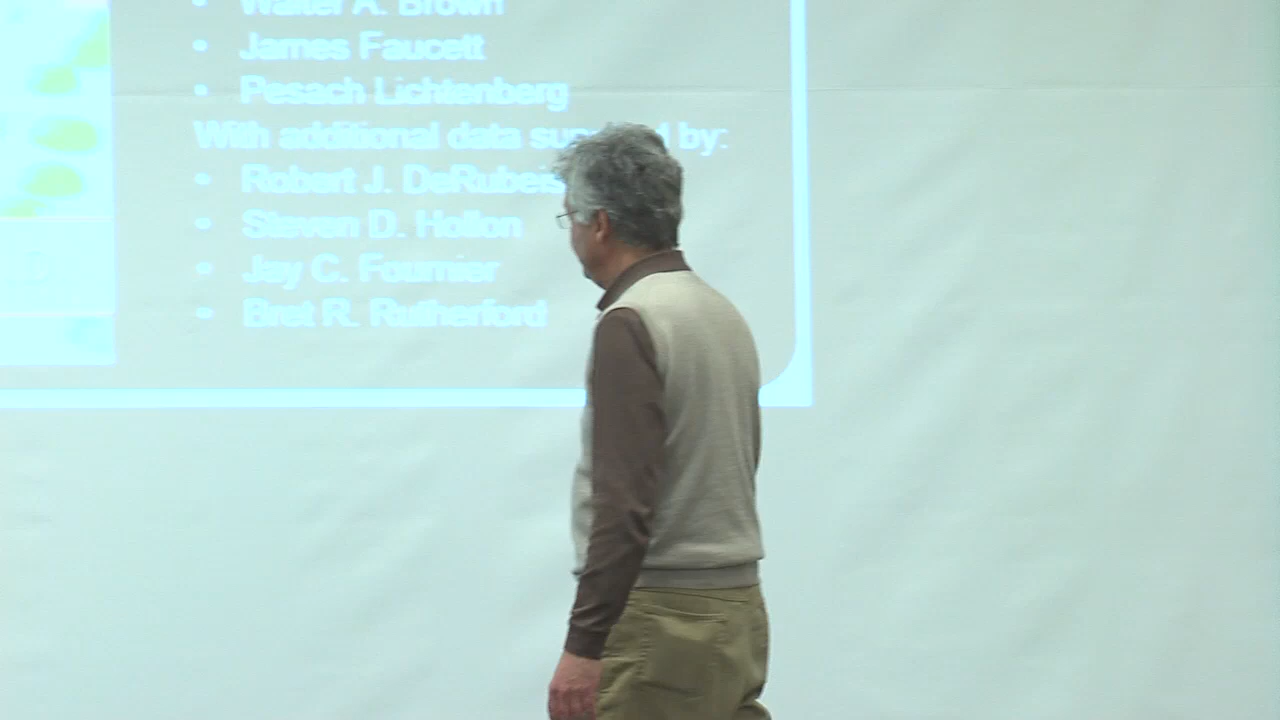 • Walter A. Brown
• James Faucett
• Pesach Lichtenberg
With additional data by:
• Robert J. DeRubeis
• Steven D. Hollon
• Jay C. Fournier
• Bret R. Rutherford